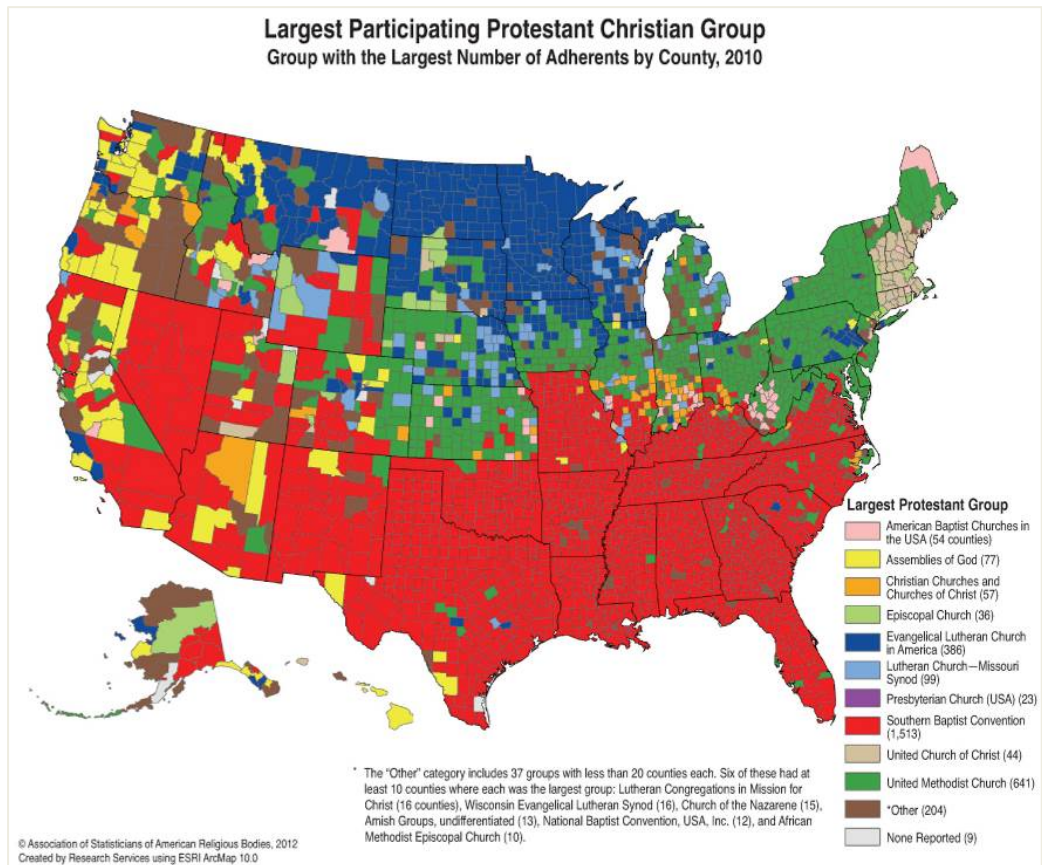 Largest Participating Protestant Christian Group
Group with the Largest Number of Adherents by County, 2010
Largest Protestant Group
American Baptist Churches in
the USA (54 counties)
Assemblies of God (77)
Christian Churches and
Churches of Christ (57)
Episcopal Church (36)
Evangelical Lutheran Church
in America (386)
Lutheran Church—Missouri
Synod (99)
Presbyterian Church (USA) (23)
Southern Baptist Convention
(1,513)
United Church of Christ (44)
United Methodist Church (641)
*Other (204)
None Reported (9)
* The "Other" category includes 37 groups with less than 20 counties each. Six of these had at
least 10 counties where each was the largest group: Lutheran Congregations in Mission for
Christ (16 counties), Wisconsin Evangelical Lutheran Synod (16), Church of the Nazarene (15),
Amish Groups, undifferentiated (13), National Baptist Convention, USA, Inc. (12), and African
Methodist Episcopal Church (10).
© Association of Statisticians of American Religious Bodies, 2012
Created by Research Services using ESRI ArcMap 10.0